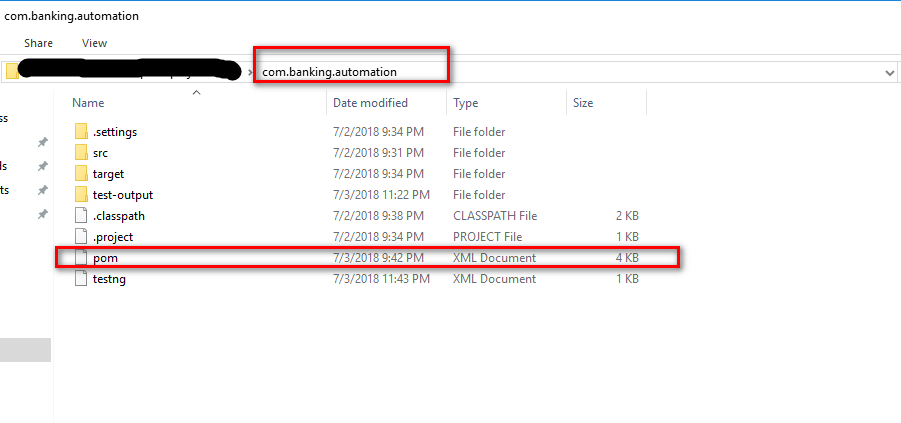 com.banking.automation
Share View
com.banking.automation
Name Date modified Type Size
.settings 7/2/2018 9:34 PM File folder
src 7/2/2018 9:31 PM File folder
target 7/2/2018 9:34 PM File folder
test-output 7/3/2018 11:22 PM File folder
.classpath 7/2/2018 9:38 PM CLASSPATH File 2 KB
.project 7/2/2018 9:34 PM PROJECT File 1 KB
pom 7/3/2018 9:42 PM XML Document 4 KB
testng 7/3/2018 11:43 PM XML Document 1 KB